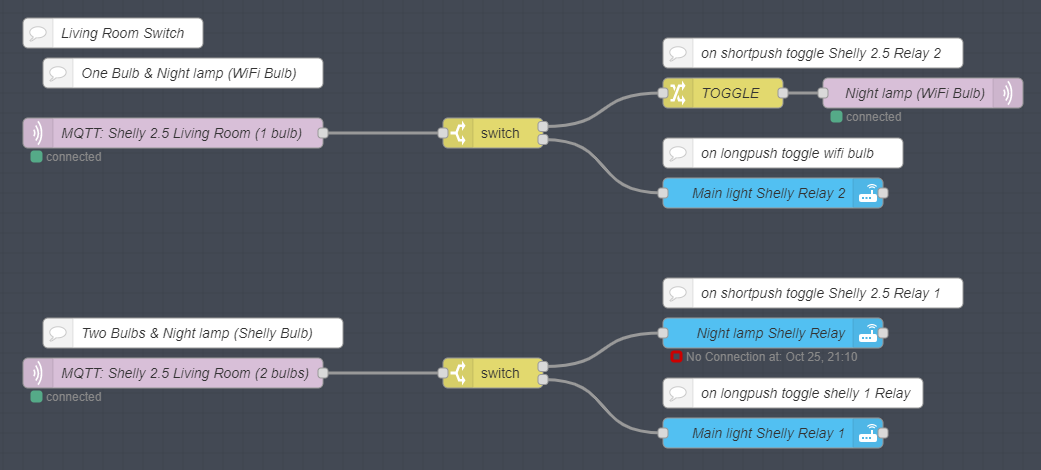 Living Room Switch
One Bulb & Night lamp (WiFi Bulb)
MQTT: Shelly 2.5 Living Room (1 bulb)
connected
switch
on shortpush toggle Shelly 2.5 Relay 2
TOGGLE
Night lamp (WiFi Bulb)
connected
on longpush toggle wifi bulb
Main light Shelly Relay 2
Two Bulbs & Night lamp (Shelly Bulb)
MQTT: Shelly 2.5 Living Room (2 bulbs)
connected
switch
on shortpush toggle Shelly 2.5 Relay 1
Night lamp Shelly Relay
No Connection at: Oct 25, 21:10
on longpush toggle shelly 1 Relay
Main light Shelly Relay 1